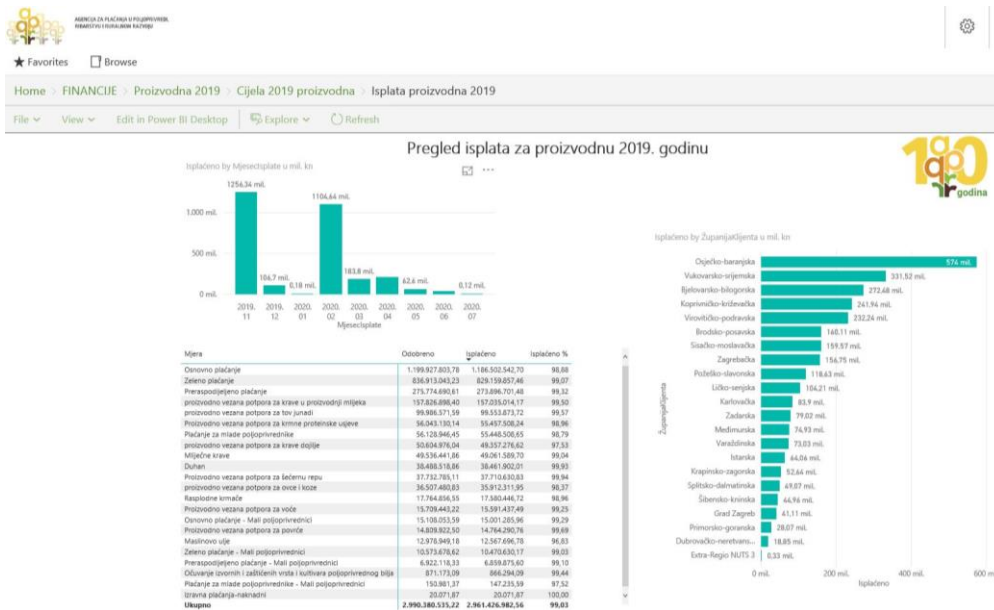 AGENCIJA ZA PLAĆANJA U POLJOPRIVREDI,
RIBARSTVU I RURALNOM RAZVOJU
Favorites Browse
Home > FINANCIJE > Proizvodna 2019 > Cijela 2019 proizvodna > Isplata proizvodna 2019
File View Edit in Power BI Desktop Explore Refresh
Pregled isplata za proizvodnu 2019. godinu
godina
Isplaćeno by MjesecIsplate u mil. kn
1256,34 mil.
1104,64 mil.
1.000 mil.
500 mil.
106,7 mil.
0,18 mil.
183,8 mil.
62,6 mil.
0,12 mil.
0 mil.
2019. 2019. 2020. 2020. 2020. 2020. 2020. 2020. 2020.
11 12 01 02 03 04 05 06 07
MjesecIsplate
Mjera Odobreno Isplaćeno Isplaćeno %
Osnovno plaćanje 1.199.927.803,78 1.186.502.542,70 98,88
Zeleno plaćanje 836.913.043,23 829.159.857,46 99,07
Preraspodijeljeno plaćanje 275.774.690,61 273.896.701,48 99,32
proizvodno vezana potpora za krave u proizvodnji mlijeka 157.826.898,40 157.035.014,17 99,50
proizvodno vezana potpora za tov junadi 99.986.571,59 99.553.873,72 99,57
Proizvodno vezana potpora za krmne proteinske usjeve 56.043.130,14 55.457.508,24 98,96
Plaćanje za mlade poljoprivrednike 56.128.946,45 55.448.508,65 98,79
proizvodno vezana potpora za krave dojilje 50.604.976,04 49.357.276,62 97,53
Mliječne krave 49.536.441,86 49.061.589,70 99,04
Duhan 38.488.518,86 38.461.902,01 99,93
Proizvodno vezana potpora za šećernu repu 37.732.785,11 37.710.630,83 99,94
proizvodno vezana potpora za ovce i koze 36.507.480,83 35.912.311,95 98,37
Rasplodne krmače 17.764.856,55 17.580.446,72 98,96
Proizvodno vezana potpora za voće 15.709.443,22 15.591.437,49 99,25
Osnovno plaćanje - Mali poljoprivrednici 15.108.053,59 15.001.285,96 99,29
Proizvodno vezana potpora za povrće 14.809.922,50 14.764.290,76 99,69
Maslinovo ulje 12.978.949,18 12.567.696,78 96,83
Zeleno plaćanje - Mali poljoprivrednici 10.573.678,62 10.470.630,17 99,03
Preraspodijeljeno plaćanje - Mali poljoprivrednici 6.922.118,33 6.859.875,60 99,10
Očuvanje izvornih i zaštićenih vrsta i kultivara poljoprivrednog bilja 871.173,09 866.294,09 99,44
Plaćanje za mlade poljoprivrednike - Mali poljoprivrednici 150.981,37 147.235,59 97,52
Izravna plaćanja-naknadni 20.071,87 20.071,87 100,00
Ukupno 2.990.380.535,22 2.961.426.982,56 99,03
Isplaćeno by ŽupanijaKlijenta u mil. kn
ŽupanijaKlijenta
Osječko-baranjska 574 mil.
Vukovarsko-srijemska 331,52 mil.
Bjelovarsko-bilogorska 272,68 mil.
Koprivničko-križevačka 241,94 mil.
Virovitičko-podravska 232,24 mil.
Brodsko-posavska 160,11 mil.
Sisačko-moslavačka 159,57 mil.
Zagrebačka 156,75 mil.
Požeško-slavonska 118,63 mil.
Ličko-senjska 104,21 mil.
Karlovačka 83,9 mil.
Zadarska 79,02 mil.
Međimurska 74,93 mil.
Varaždinska 73,03 mil.
Istarska 64,06 mil.
Krapinsko-zagorska 52,64 mil.
Splitsko-dalmatinska 49,87 mil.
Šibensko-kninska 44,96 mil.
Grad Zagreb 41,11 mil.
Primorsko-goranska 28,07 mil.
Dubrovačko-neretvans... 18,85 mil.
Extra-Regio NUTS 3 0,33 mil.
0 mil. 200 mil. 400 mil. 600 m
Isplaćeno